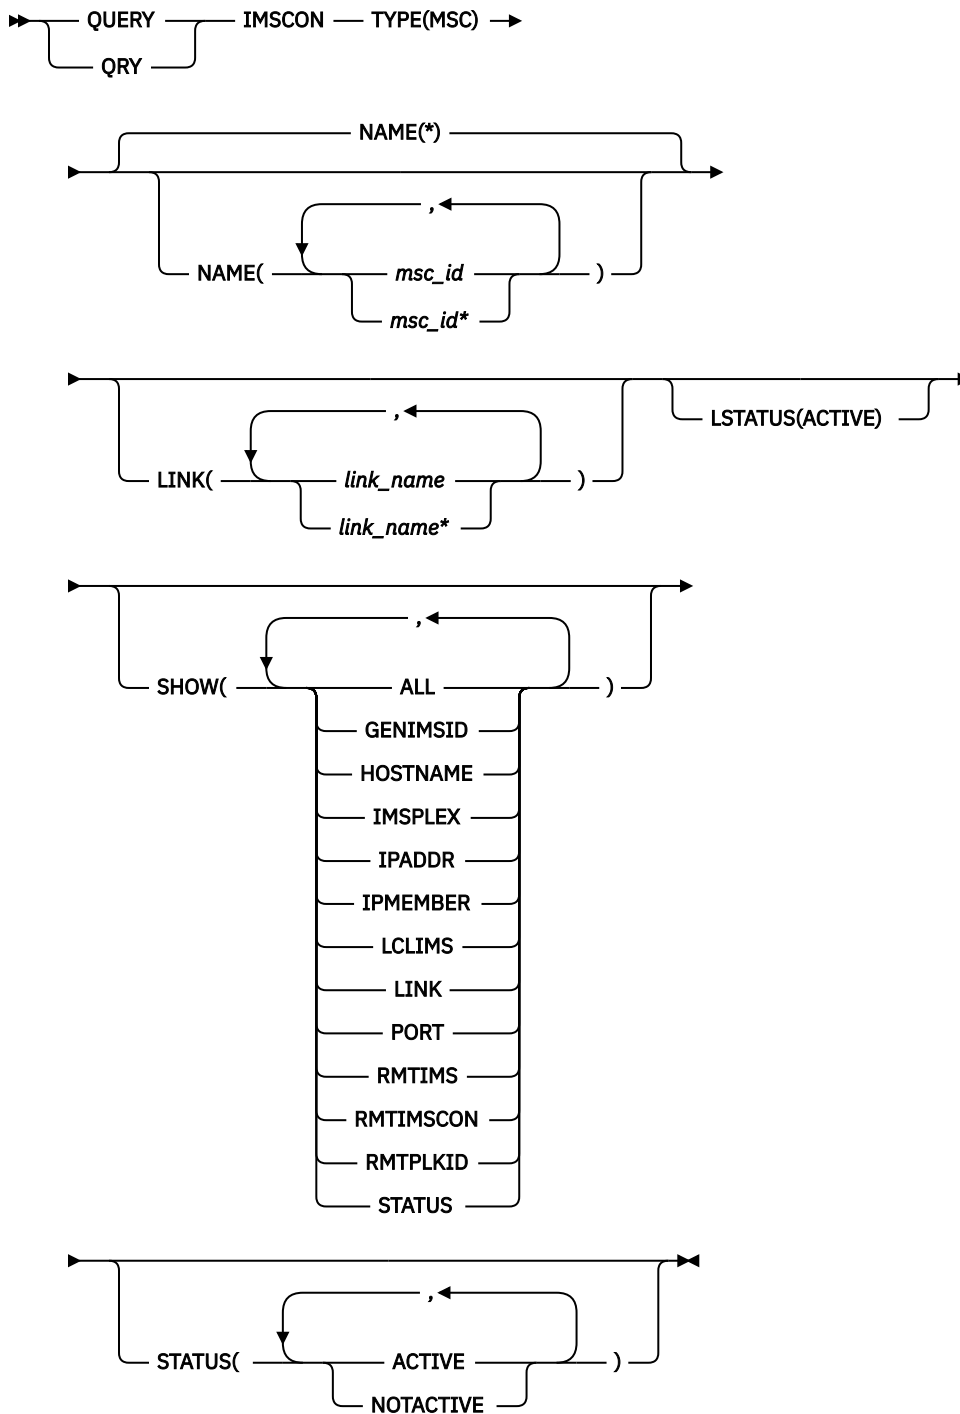 QUERY IMSCON TYPE(MSC)
QRY
NAME(*)
,
NAME( msc_id )
msc_id*
,
LSTATUS(ACTIVE)
LINK( link_name )
link_name*
,
SHOW( ALL )
GENIMSID
HOSTNAME
IMSPLEX
IPADDR
IPMEMBER
LCLIMS
LINK
PORT
RMTIMS
RMTIMSCON
RMTPLKID
STATUS
,
STATUS( ACTIVE )
NOTACTIVE